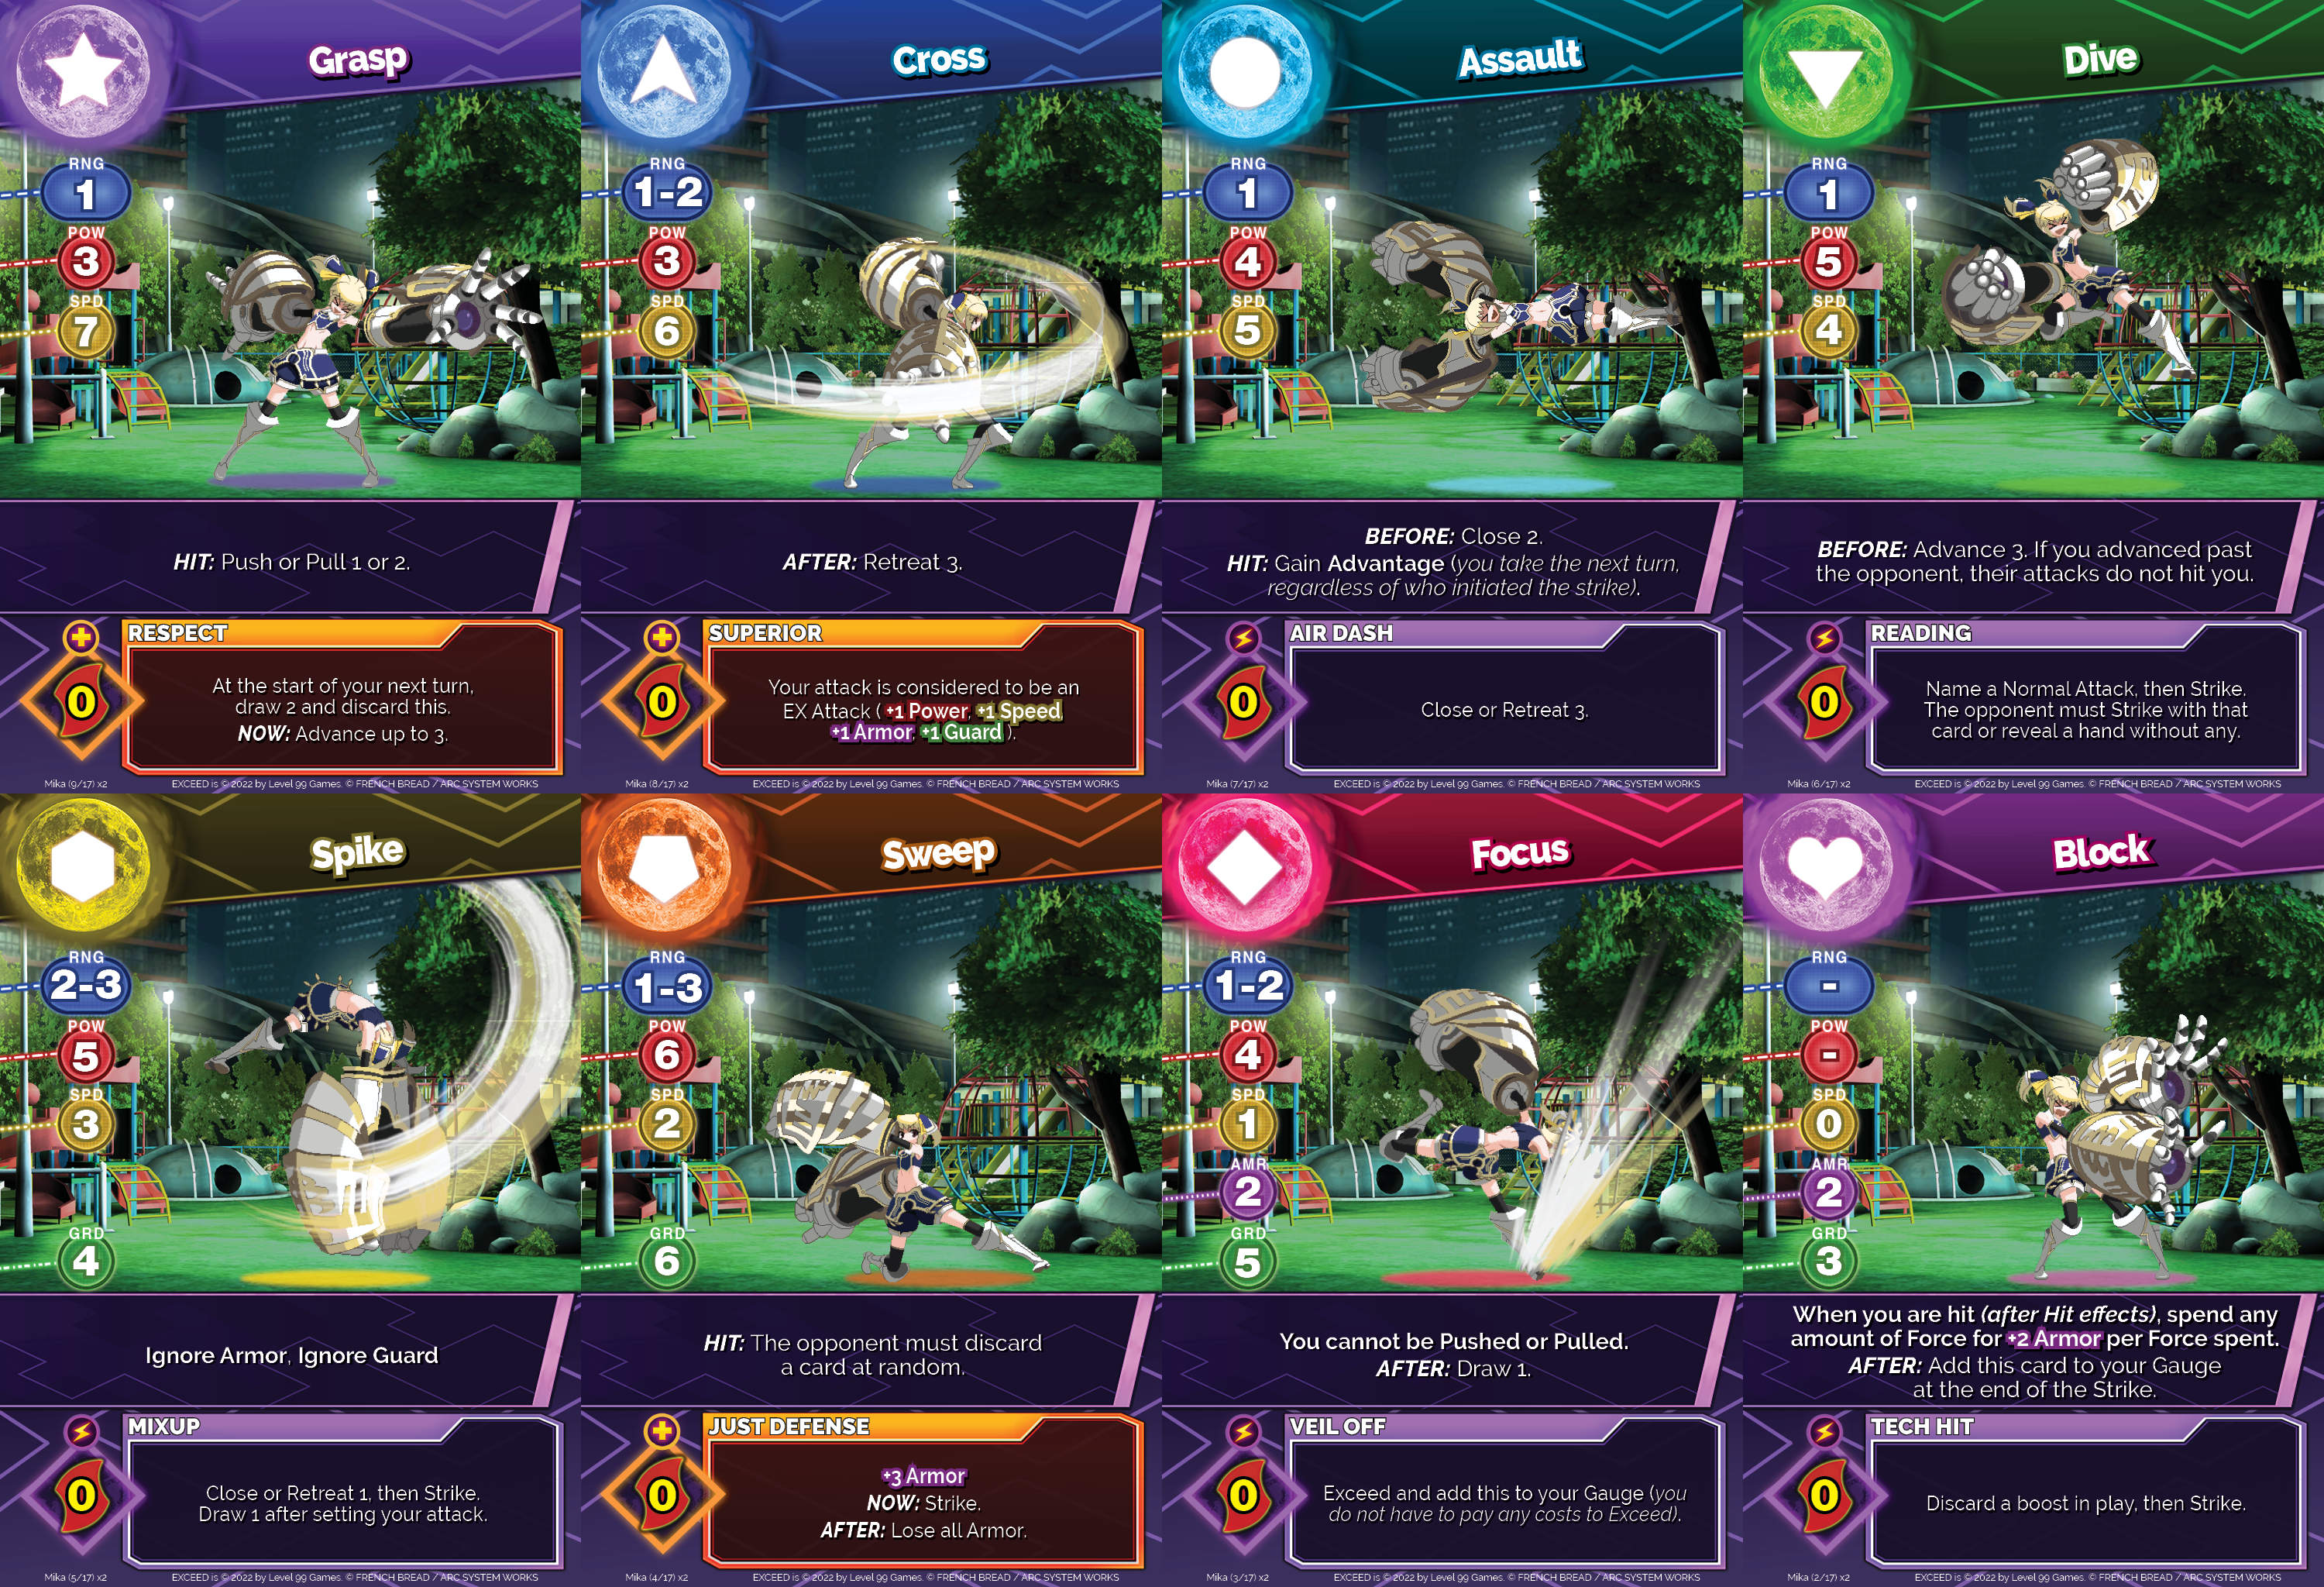 Grasp
RNG
1
POW
3
SPD
7
HIT: Push or Pull 1 or 2.
RESPECT
0
At the start of your next turn,
draw 2 and discard this.
NOW: Advance up to 3.
Mika (9/17) x2
EXCEED is © 2022 by Level 99 Games. © FRENCH BREAD / ARC SYSTEM WORKS
Cross
RNG
1-2
POW
3
SPD
6
AFTER: Retreat 3.
SUPERIOR
0
Your attack is considered to be an
EX Attack ( +1 Power, +1 Speed,
+1 Armor, +1 Guard ).
Mika (8/17) x2
EXCEED is © 2022 by Level 99 Games. © FRENCH BREAD / ARC SYSTEM WORKS
Assault
RNG
1
POW
4
SPD
5
BEFORE: Close 2.
HIT: Gain Advantage (you take the next turn,
regardless of who initiated the strike).
AIR DASH
0
Close or Retreat 3.
Mika (7/17) x2
EXCEED is © 2022 by Level 99 Games. © FRENCH BREAD / ARC SYSTEM WORKS
Dive
RNG
1
POW
5
SPD
4
BEFORE: Advance 3. If you advanced past
the opponent, their attacks do not hit you.
READING
0
Name a Normal Attack, then Strike.
The opponent must Strike with that
card or reveal a hand without any.
Mika (6/17) x2
EXCEED is © 2022 by Level 99 Games. © FRENCH BREAD / ARC SYSTEM WORKS
Spike
RNG
2-3
POW
5
SPD
3
GRD
4
Ignore Armor, Ignore Guard
MIXUP
0
Close or Retreat 1, then Strike.
Draw 1 after setting your attack.
Mika (5/17) x2
EXCEED is © 2022 by Level 99 Games. © FRENCH BREAD / ARC SYSTEM WORKS
Sweep
RNG
1-3
POW
6
SPD
2
GRD
6
HIT: The opponent must discard
a card at random.
JUST DEFENSE
0
+3 Armor
NOW: Strike.
AFTER: Lose all Armor.
Mika (4/17) x2
EXCEED is © 2022 by Level 99 Games. © FRENCH BREAD / ARC SYSTEM WORKS
Focus
RNG
1-2
POW
4
SPD
1
AMR
2
GRD
5
You cannot be Pushed or Pulled.
AFTER: Draw 1.
VEIL OFF
0
Exceed and add this to your Gauge (you
do not have to pay any costs to Exceed).
Mika (3/17) x2
EXCEED is © 2022 by Level 99 Games. © FRENCH BREAD / ARC SYSTEM WORKS
Block
RNG
-
POW
-
SPD
0
AMR
2
GRD
3
When you are hit (after Hit effects), spend any
amount of Force for +2 Armor per Force spent.
AFTER: Add this card to your Gauge
at the end of the Strike.
TECH HIT
0
Discard a boost in play, then Strike.
Mika (2/17) x2
EXCEED is © 2022 by Level 99 Games. © FRENCH BREAD / ARC SYSTEM WORKS